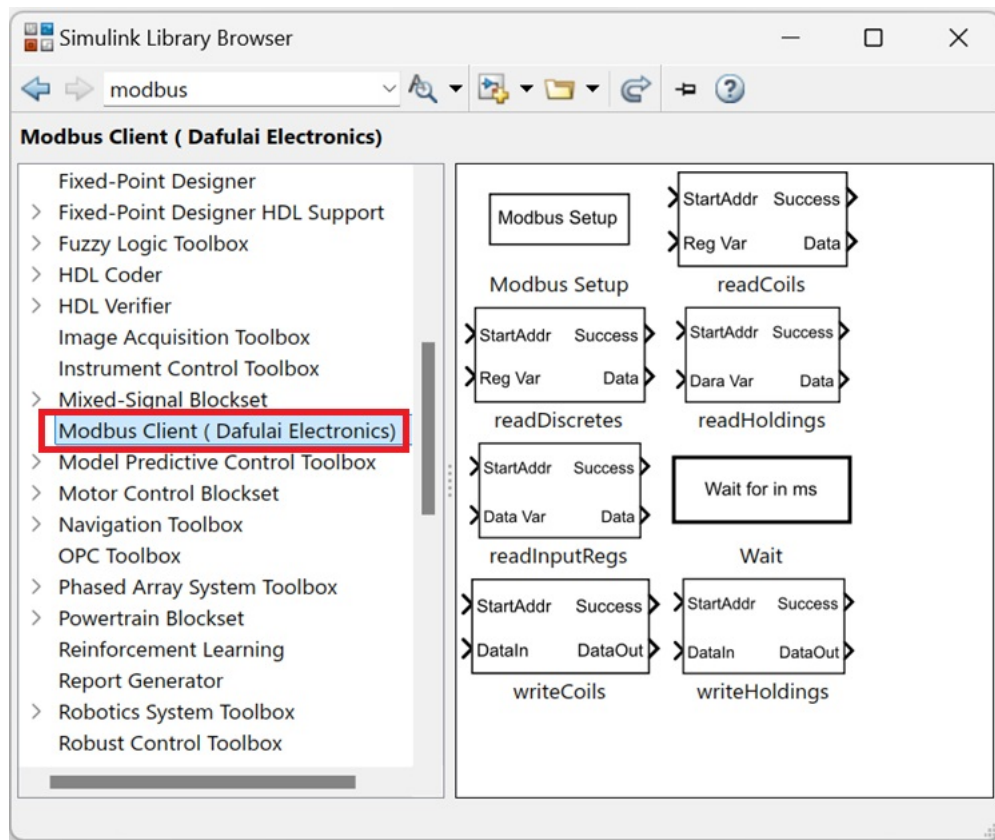 Simulink Library Browser
modbus
Modbus Client ( Dafulai Electronics)
Fixed-Point Designer
Fixed-Point Designer HDL Support
Fuzzy Logic Toolbox
HDL Coder
HDL Verifier
Image Acquisition Toolbox
Instrument Control Toolbox
Mixed-Signal Blockset
Modbus Client ( Dafulai Electronics)
Model Predictive Control Toolbox
Motor Control Blockset
Navigation Toolbox
OPC Toolbox
Phased Array System Toolbox
Powertrain Blockset
Reinforcement Learning
Report Generator
Robotics System Toolbox
Robust Control Toolbox
Modbus Setup
Modbus Setup
StartAddr Success
Reg Var Data
readCoils
StartAddr Success
Reg Var Data
readDiscretes
StartAddr Success
Dara Var Data
readHoldings
StartAddr Success
Data Var Data
readInputRegs
Wait for in ms
Wait
StartAddr Success
DataIn DataOut
writeCoils
StartAddr Success
DataIn DataOut
writeHoldings